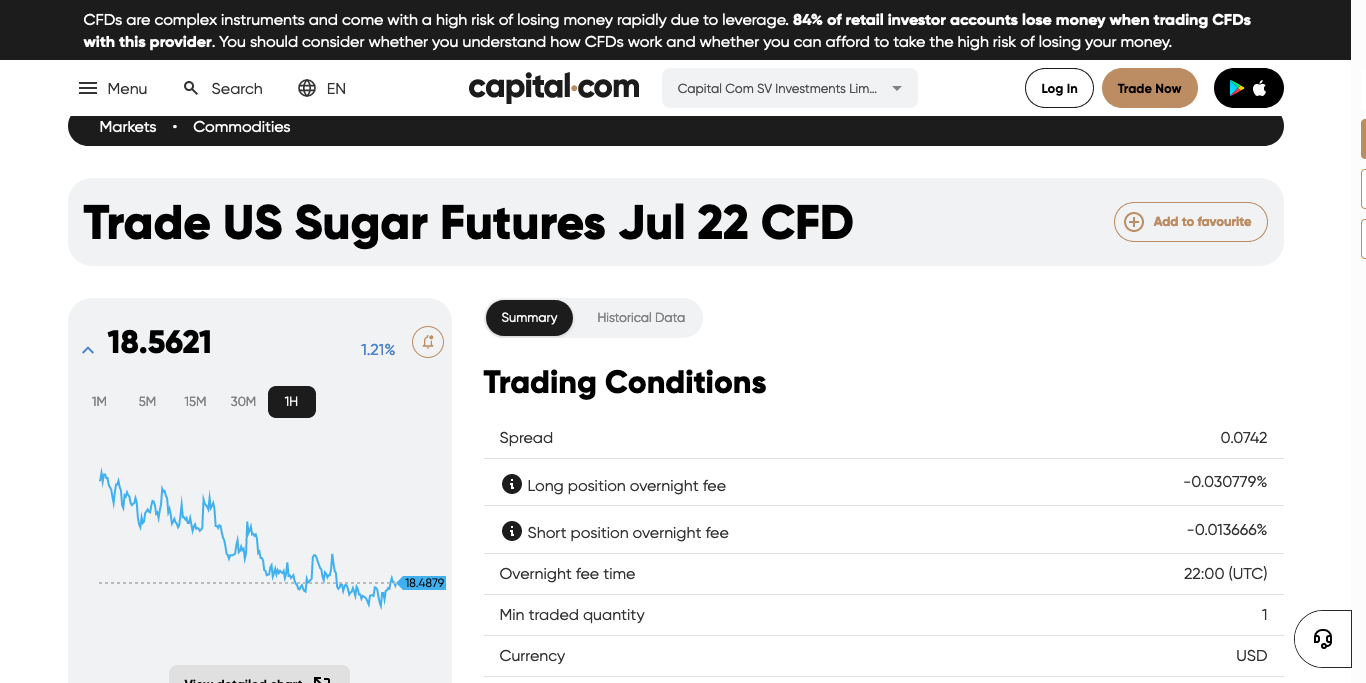 CFDs are complex instruments and come with a high risk of losing money rapidly due to leverage. 84% of retail investor accounts lose money when trading CFDs
with this provider. You should consider whether you understand how CFDs work and whether you can afford to take the high risk of losing your money.
Menu Search EN capital.com Capital Com SV Investments Lim... Log In Trade Now
Markets • Commodities
Trade US Sugar Futures Jul 22 CFD
Add to favourite
18.5621
1.21%
1M 5M 15M 30M 1H
18.4879
View detailed chart
Summary Historical Data
Trading Conditions
Spread 0.0742
Long position overnight fee -0.030779%
Short position overnight fee -0.013666%
Overnight fee time 22:00 (UTC)
Min traded quantity 1
Currency USD